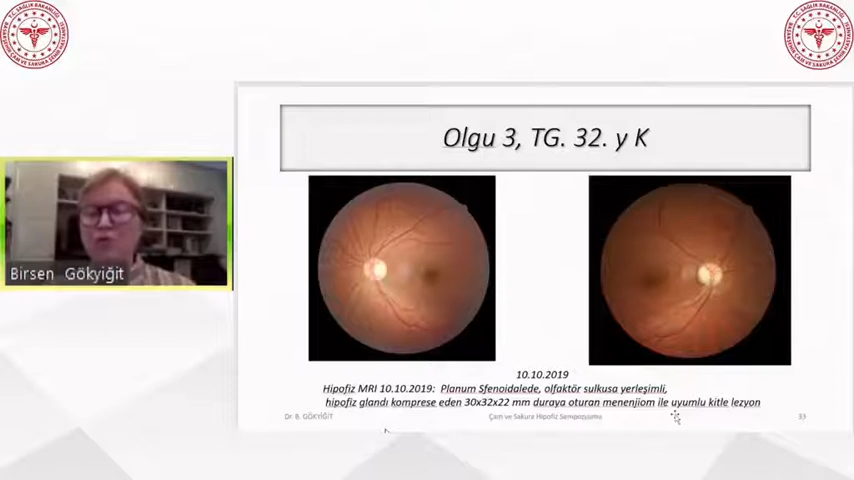 Olgu 3, TG. 32. y K
Birsen Gökyiğit
10.10.2019
Hipofiz MRI 10.10.2019: Planum Sfenoidalede, olfaktör sulkusa yerleşimli,
hipofiz glandı komprese eden 30x32x22 mm duraya oturan menenjiom ile uyumlu kitle lezyon
Dr. B. GÖKYİĞİT
Çam ve Sakura Hipofiz Sempozyumu
33